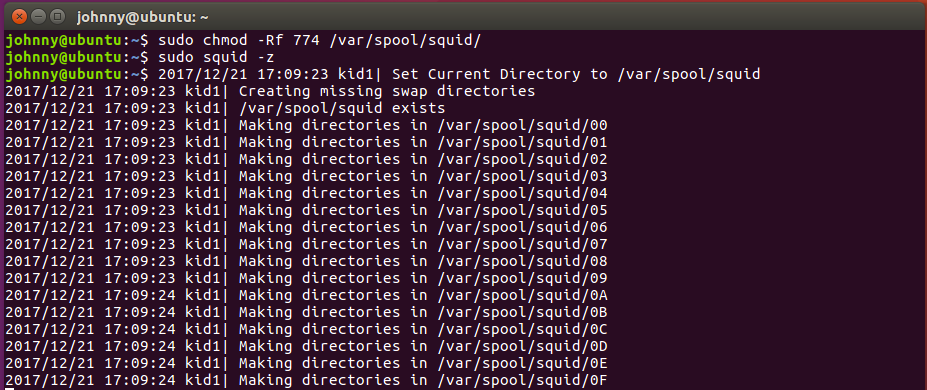 johnny@ubuntu: ~
johnny@ubuntu:~$ sudo chmod -Rf 774 /var/spool/squid/
johnny@ubuntu:~$ sudo squid -z
johnny@ubuntu:~$ 2017/12/21 17:09:23 kid1| Set Current Directory to /var/spool/squid
2017/12/21 17:09:23 kid1| Creating missing swap directories
2017/12/21 17:09:23 kid1| /var/spool/squid exists
2017/12/21 17:09:23 kid1| Making directories in /var/spool/squid/00
2017/12/21 17:09:23 kid1| Making directories in /var/spool/squid/01
2017/12/21 17:09:23 kid1| Making directories in /var/spool/squid/02
2017/12/21 17:09:23 kid1| Making directories in /var/spool/squid/03
2017/12/21 17:09:23 kid1| Making directories in /var/spool/squid/04
2017/12/21 17:09:23 kid1| Making directories in /var/spool/squid/05
2017/12/21 17:09:23 kid1| Making directories in /var/spool/squid/06
2017/12/21 17:09:23 kid1| Making directories in /var/spool/squid/07
2017/12/21 17:09:23 kid1| Making directories in /var/spool/squid/08
2017/12/21 17:09:23 kid1| Making directories in /var/spool/squid/09
2017/12/21 17:09:24 kid1| Making directories in /var/spool/squid/0A
2017/12/21 17:09:24 kid1| Making directories in /var/spool/squid/0B
2017/12/21 17:09:24 kid1| Making directories in /var/spool/squid/0C
2017/12/21 17:09:24 kid1| Making directories in /var/spool/squid/0D
2017/12/21 17:09:24 kid1| Making directories in /var/spool/squid/0E
2017/12/21 17:09:24 kid1| Making directories in /var/spool/squid/0F